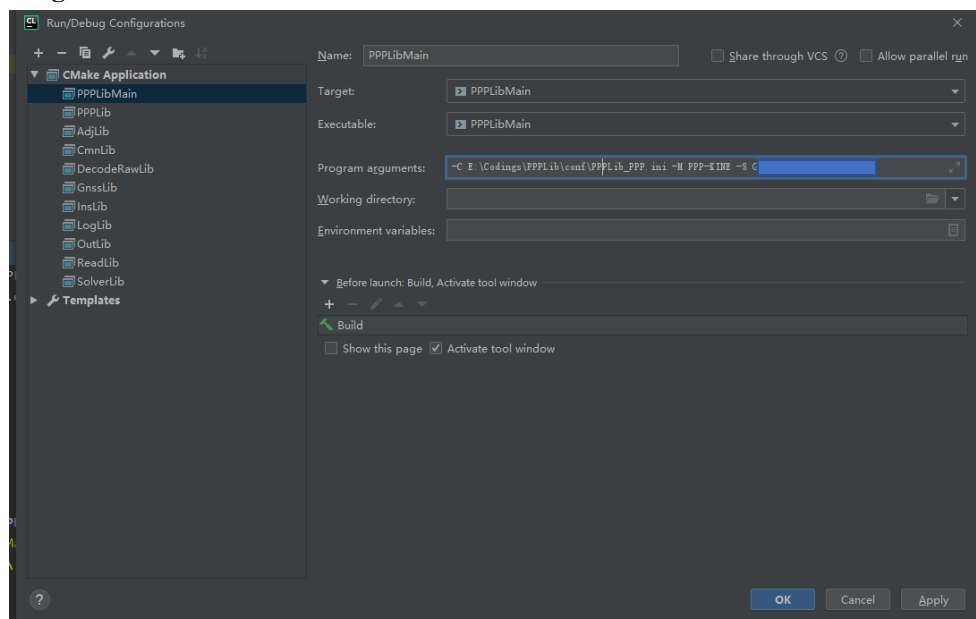 CL Run/Debug Configurations
Name: PPPLibMain
Share through VCS
Allow parallel run
CMake Application
PPPLibMain
PPPLib
AdjLib
CmnLib
DecodeRawLib
GnssLib
InsLib
LogLib
OutLib
ReadLib
SolverLib
Templates
Target: PPPLibMain
Executable: PPPLibMain
Program arguments: -C E:\Codings\PPPLib\conf\PPPLib_PPP.ini -M PPP-KINE -S G
Working directory:
Environment variables:
Before launch: Build, Activate tool window
Build
Show this page Activate tool window
? OK Cancel Apply